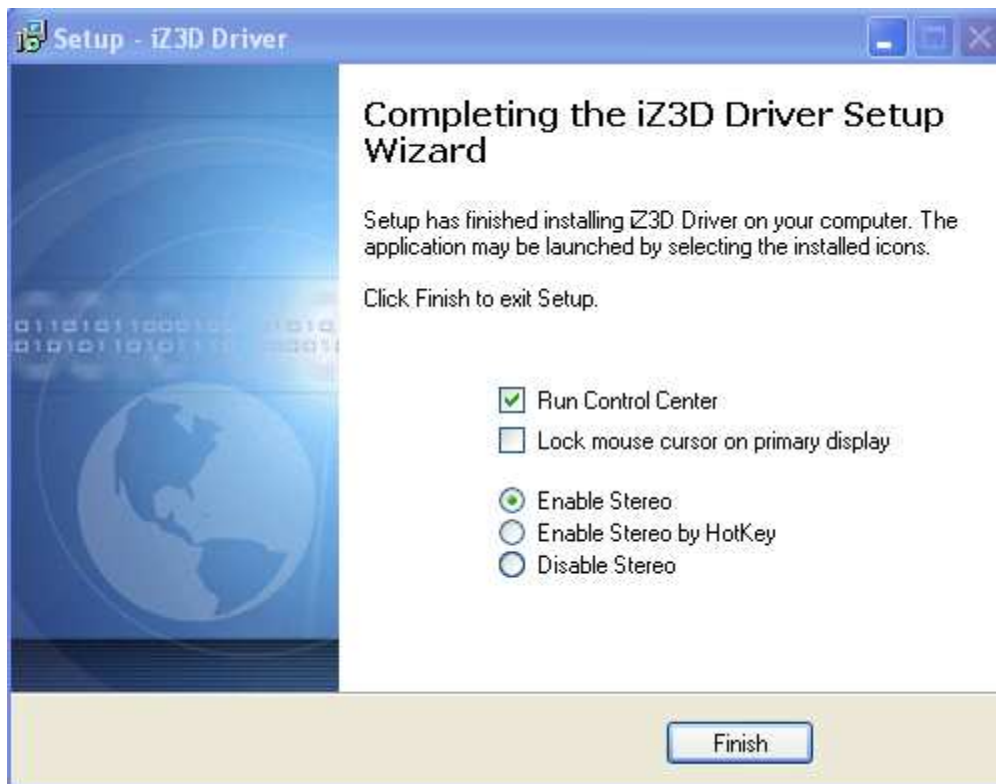 Setup - iZ3D Driver
Completing the iZ3D Driver Setup
Wizard
Setup has finished installing iZ3D Driver on your computer. The
application may be launched by selecting the installed icons.
Click Finish to exit Setup.
Run Control Center
Lock mouse cursor on primary display
Enable Stereo
Enable Stereo by HotKey
Disable Stereo
Finish